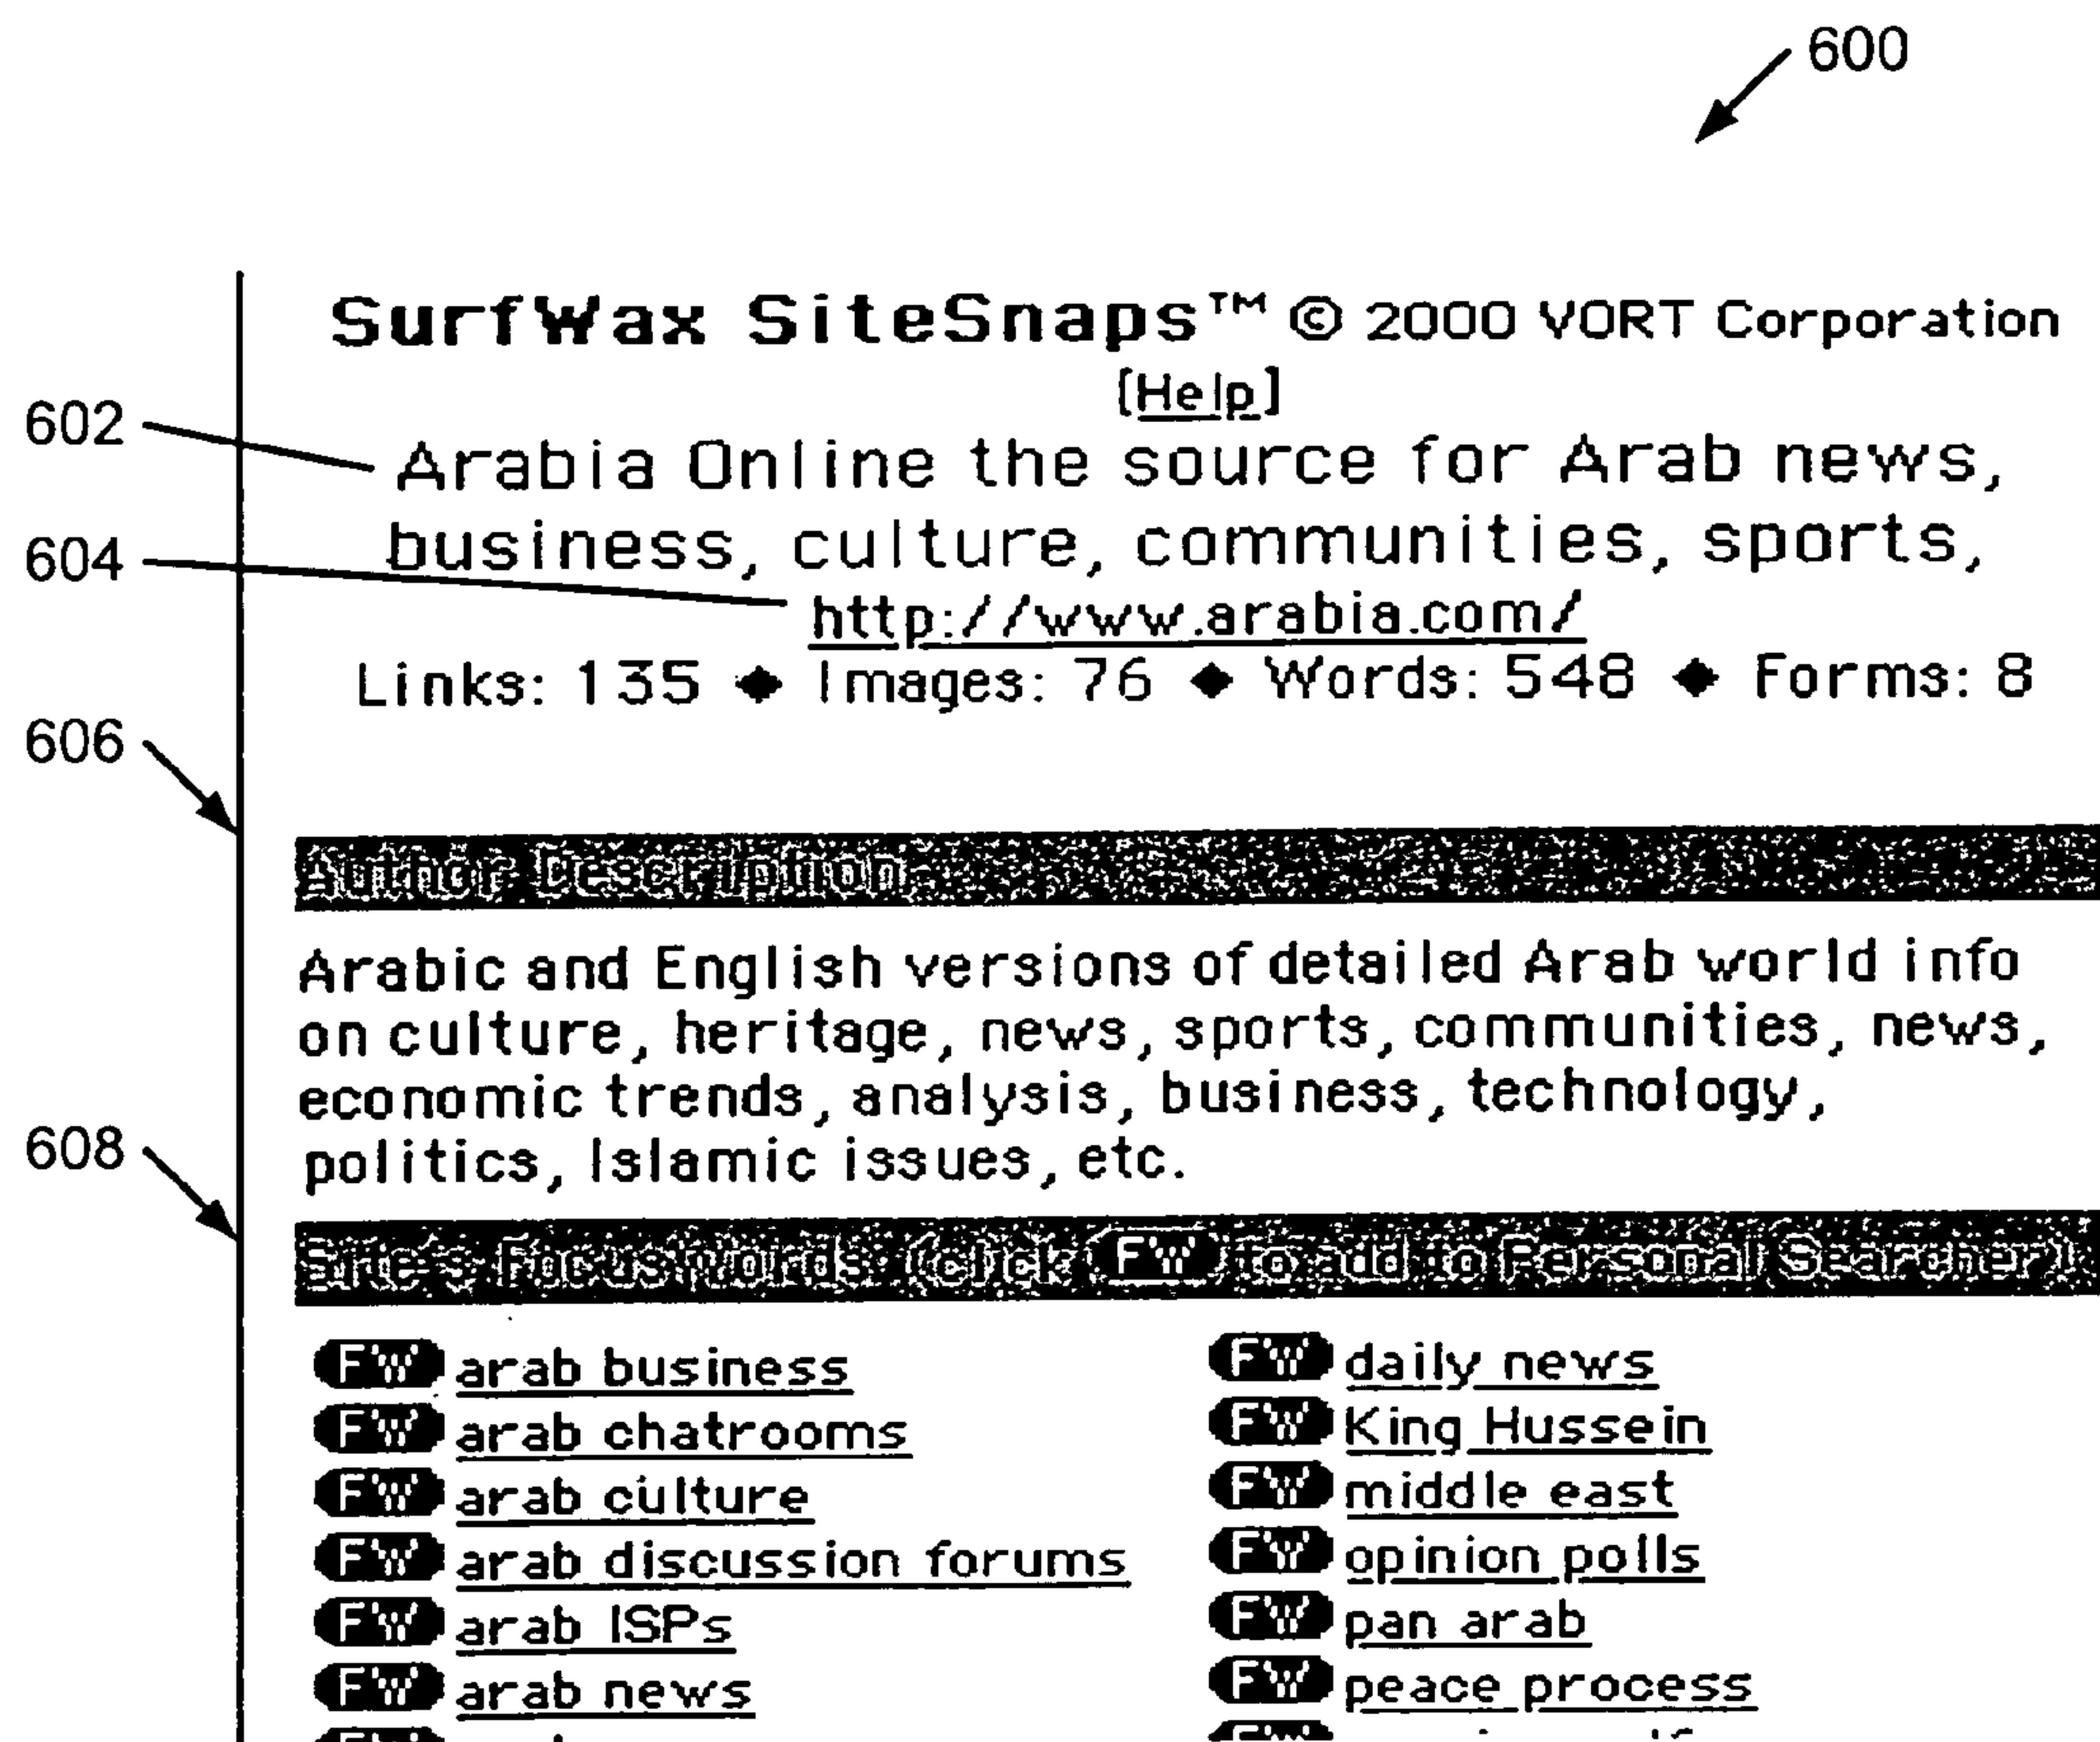 600
SurfWax SiteSnaps™ © 2000 VORT Corporation
[Help]
602
Arabia Online the source for Arab news,
business, culture, communities, sports,
604
http://www.arabia.com/
Links: 135 ◆ Images: 76 ◆ Words: 548 ◆ Forms: 8
606
Author Description
Arabic and English versions of detailed Arab world info
on culture, heritage, news, sports, communities, news,
economic trends, analysis, business, technology,
politics, Islamic issues, etc.
608
Site's Focuswords (click FW to add to Personal Searcher)
FW arab business
FW daily news
FW arab chatrooms
FW King Hussein
FW arab culture
FW middle east
FW arab discussion forums
FW opinion polls
FW arab ISPs
FW pan arab
FW arab news
FW peace process